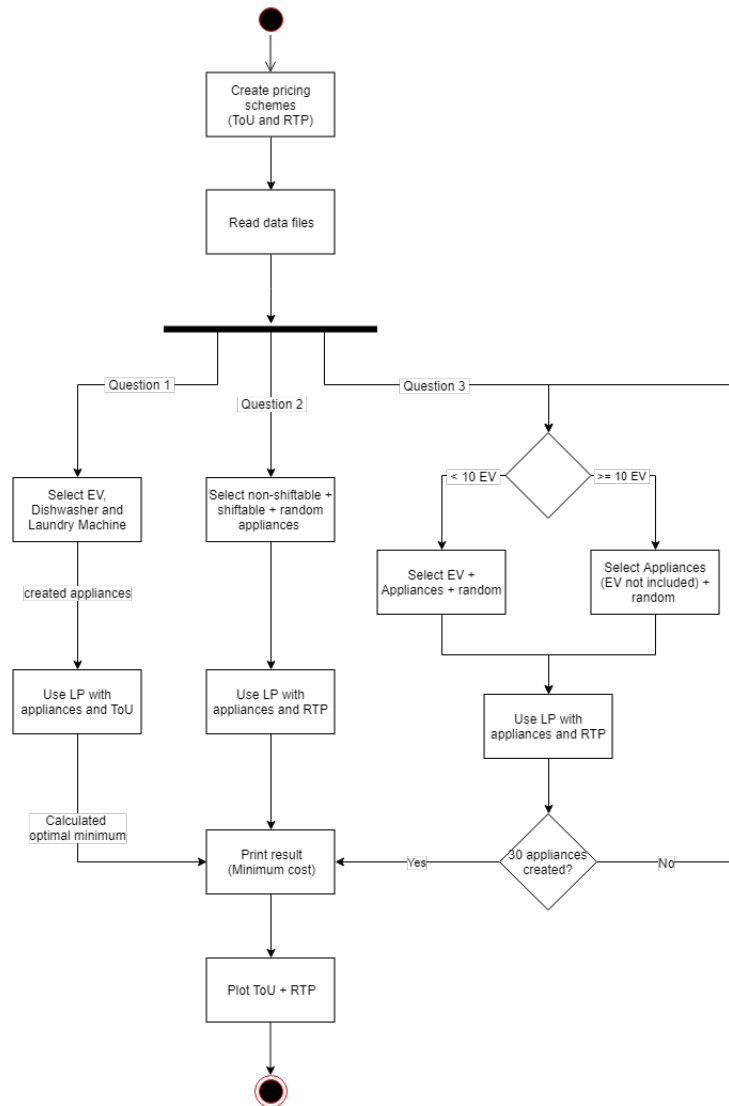 Create pricing
schemes
(ToU and RTP)
Read data files
Question 1
Question 2
Question 3
< 10 EV
>= 10 EV
Select EV,
Dishwasher and
Laundry Machine
Select non-shiftable +
shiftable + random
appliances
Select EV +
Appliances + random
Select Appliances
(EV not included) +
random
created appliances
Use LP with
appliances and ToU
Use LP with
appliances and RTP
Use LP with
appliances and RTP
Calculated
optimal minimum
Print result
(Minimum cost)
Yes
30 appliances
created?
No
Plot ToU + RTP